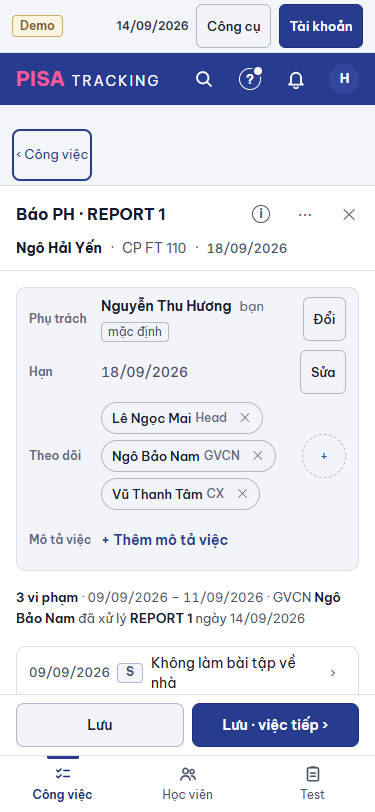 Demo 14/09/2026 Công cụ Tài khoản
PISA TRACKING ? H
‹ Công việc
Báo PH · REPORT 1 i ...
Ngô Hải Yến · CP FT 110 · 18/09/2026
Phụ trách Nguyễn Thu Hương bạn Đổi
mặc định
Hạn 18/09/2026 Sửa
Lê Ngọc Mai Head ×
Theo dõi Ngô Bảo Nam GVCN × +
Vũ Thanh Tâm CX ×
Mô tả việc + Thêm mô tả việc
3 vi phạm · 09/09/2026 – 11/09/2026 · GVCN Ngô
Bảo Nam đã xử lý REPORT 1 ngày 14/09/2026
09/09/2026 S Không làm bài tập về ›
nhà
Lưu Lưu · việc tiếp ›
Công việc Học viên Test